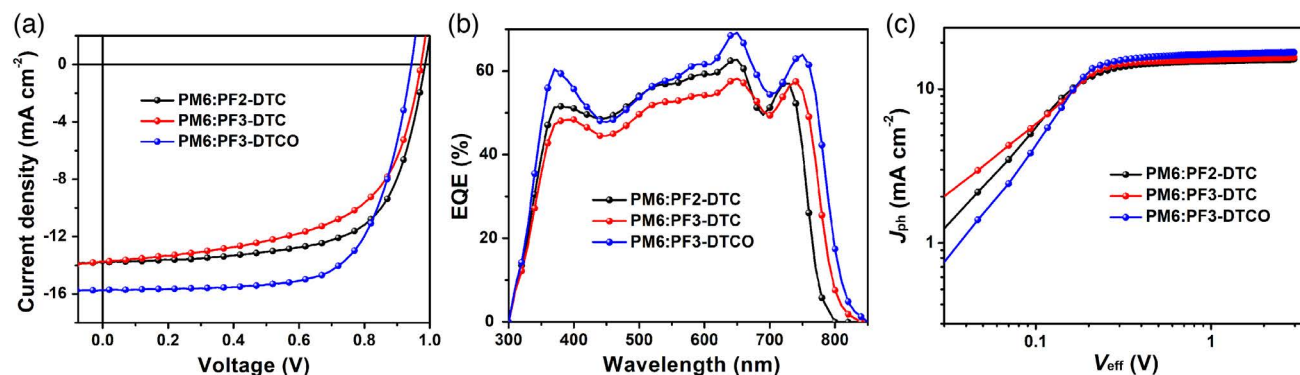 (a)
Current density (mA cm⁻²)
0
-4
-8
-12
-16
PM6:PF2-DTC
PM6:PF3-DTC
PM6:PF3-DTCO
0.0 0.2 0.4 0.6 0.8 1.0
Voltage (V)
(b)
EQE (%)
60
40
20
0
PM6:PF2-DTC
PM6:PF3-DTC
PM6:PF3-DTCO
300 400 500 600 700 800
Wavelength (nm)
(c)
Jph (mA cm⁻²)
10
1
PM6:PF2-DTC
PM6:PF3-DTC
PM6:PF3-DTCO
0.1 1
Veff (V)